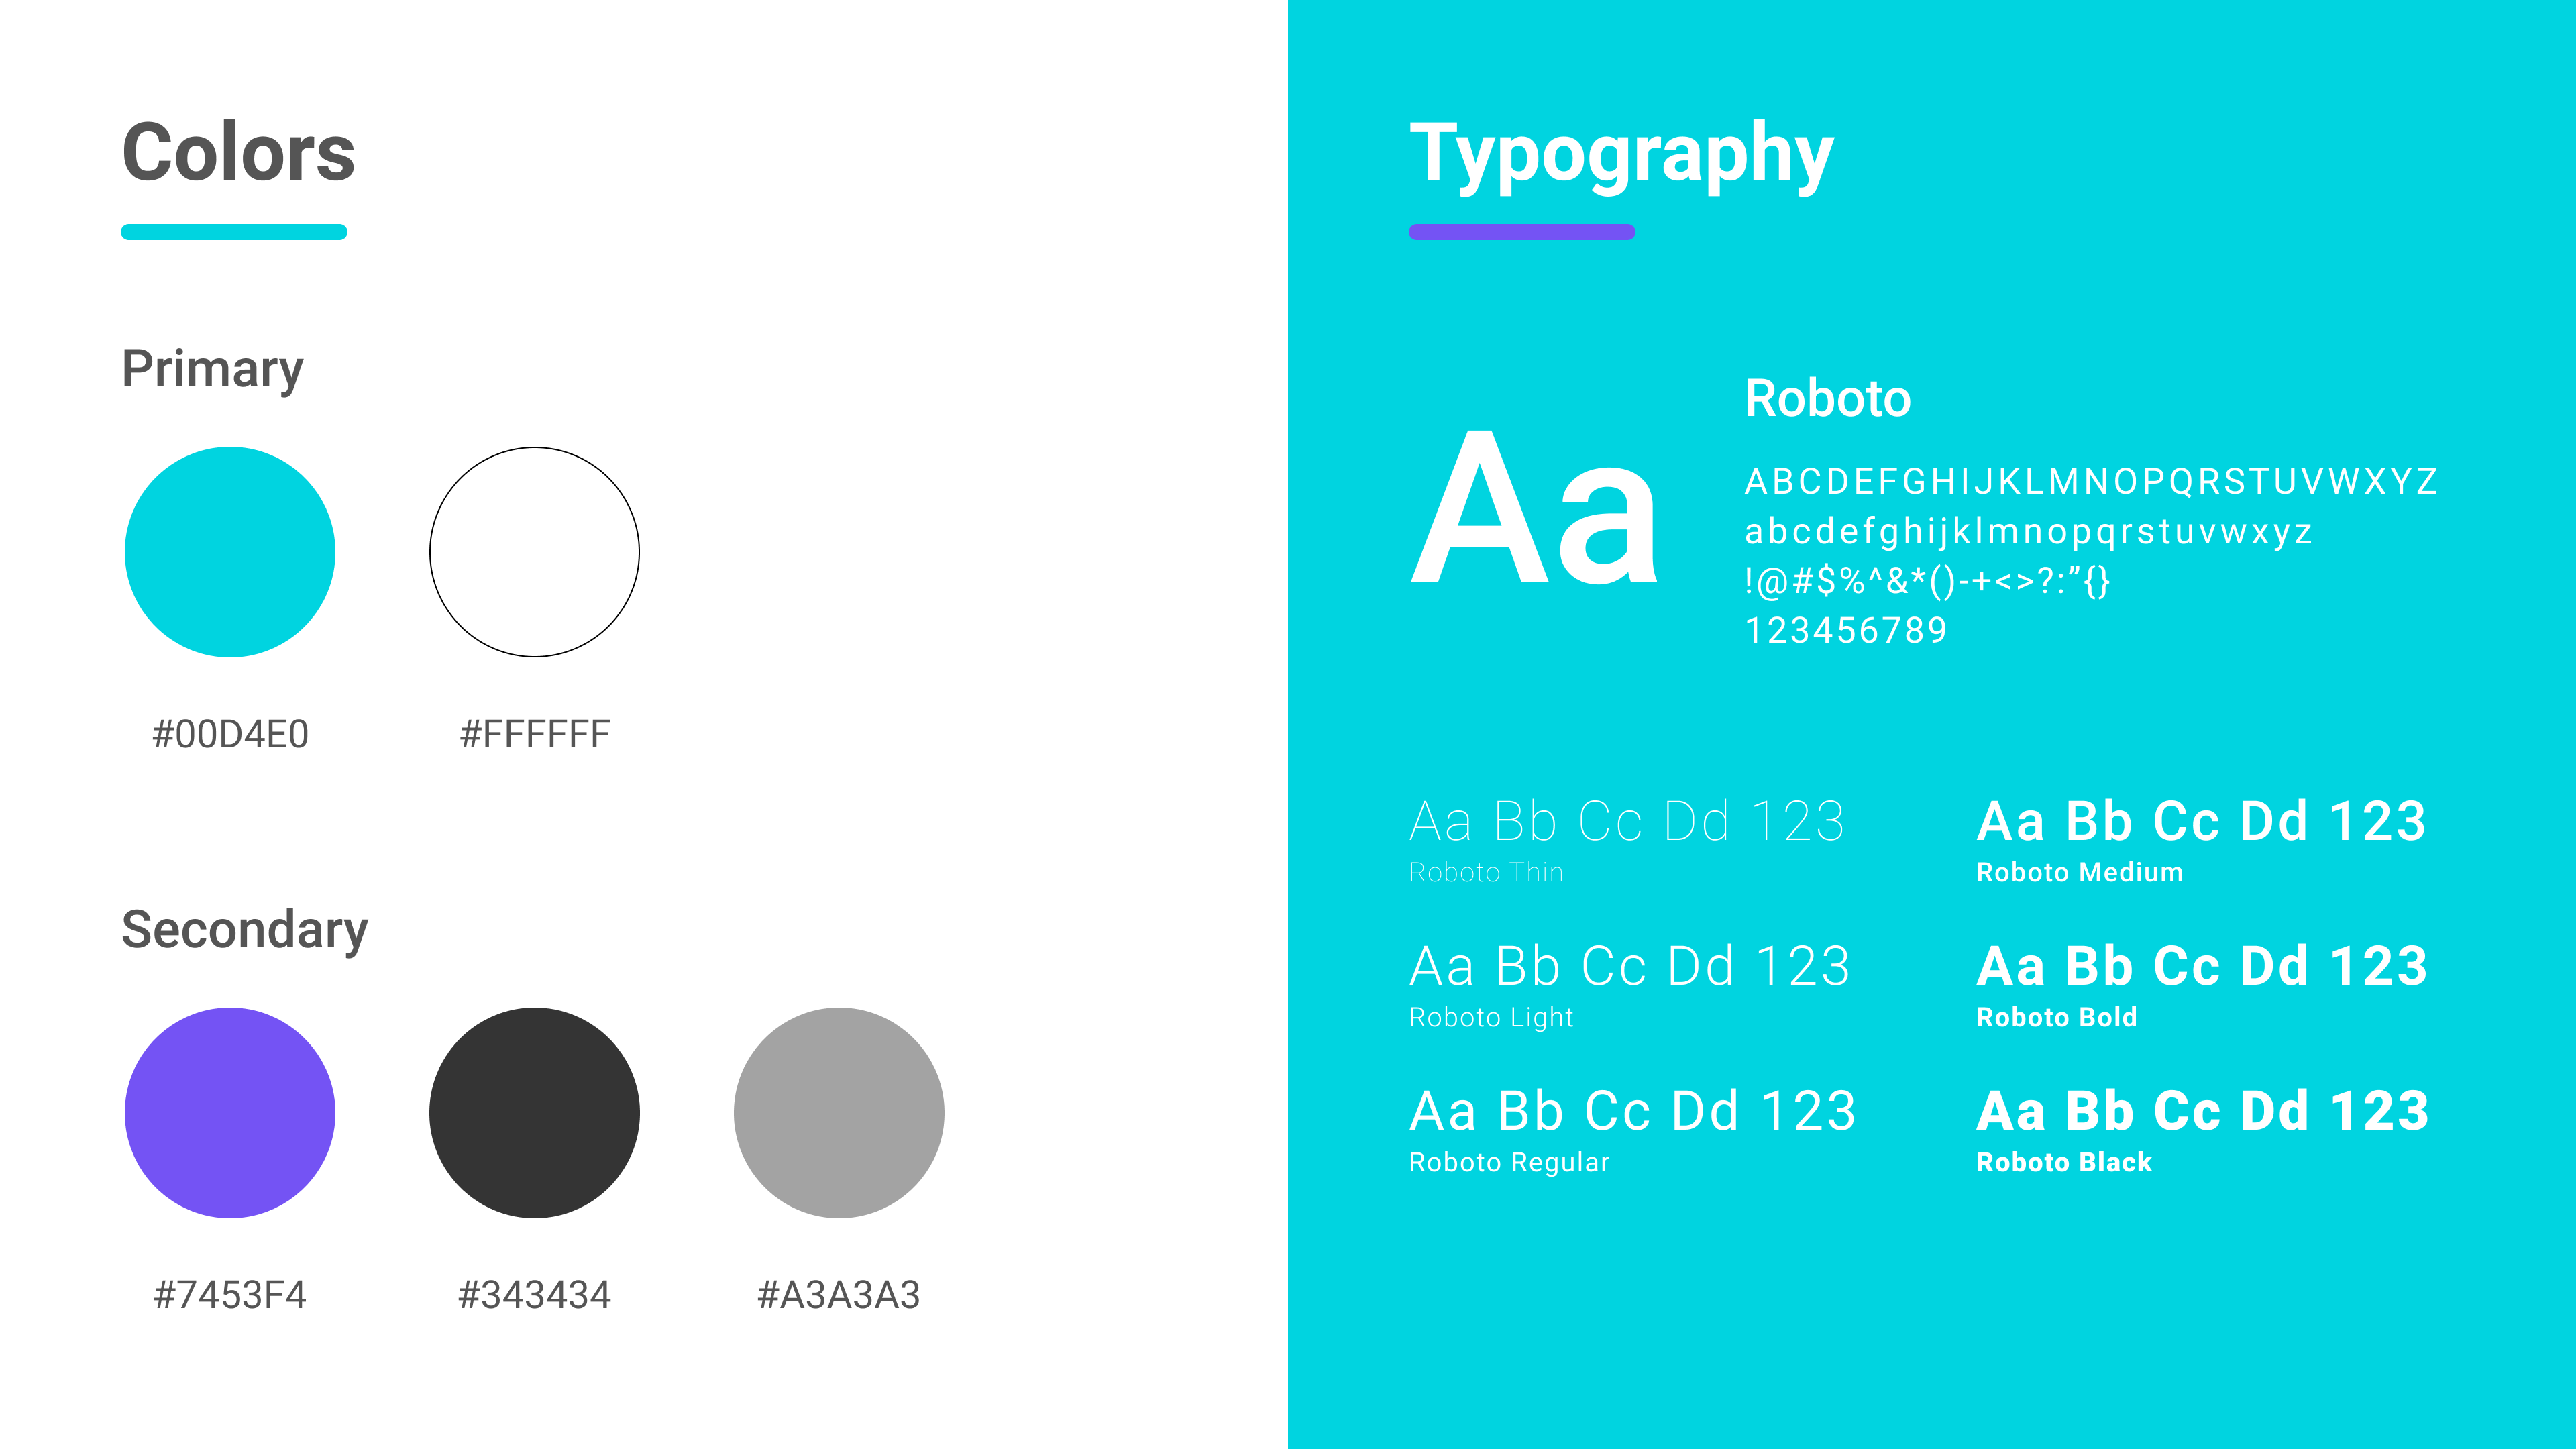 Colors
Primary
#00D4E0
#FFFFFF
Secondary
#7453F4
#343434
#A3A3A3
Typography
Aa
Roboto
ABCDEFGHIJKLMNOPQRSTUVWXYZ
abcdefghijklmnopqrstuvwxyz
!@#$%^&*()-+<>?:”{}
123456789
Aa Bb Cc Dd 123
Roboto Thin
Aa Bb Cc Dd 123
Roboto Light
Aa Bb Cc Dd 123
Roboto Regular
Aa Bb Cc Dd 123
Roboto Medium
Aa Bb Cc Dd 123
Roboto Bold
Aa Bb Cc Dd 123
Roboto Black